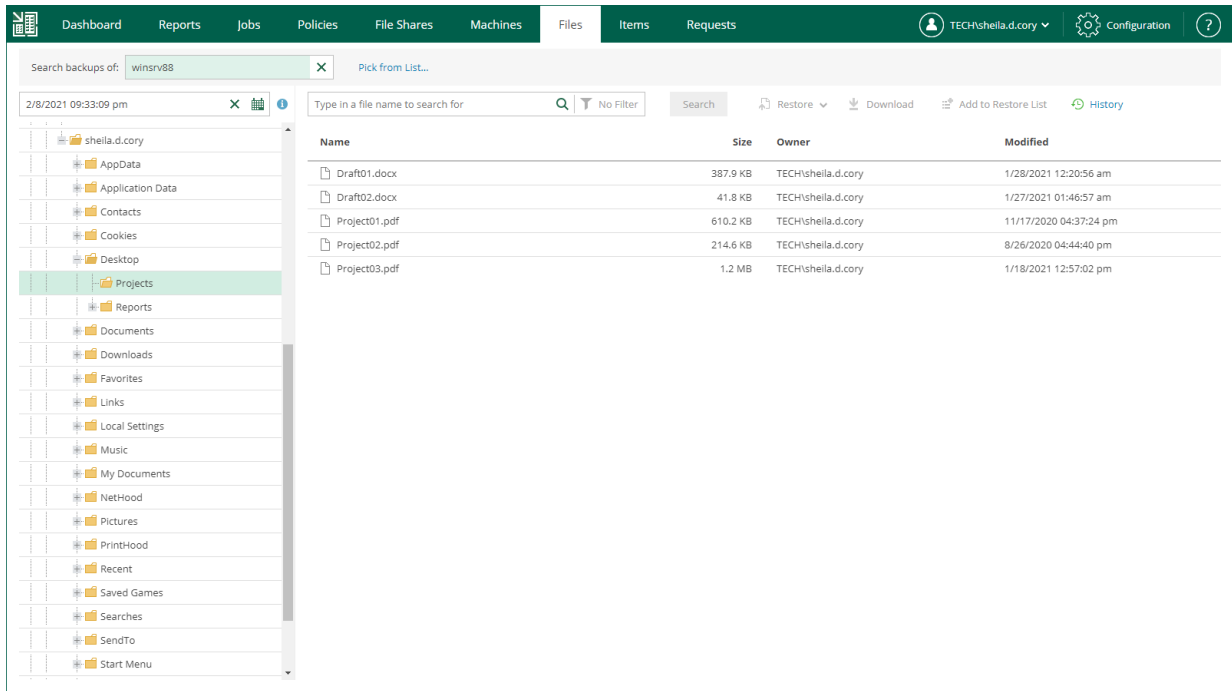 Dashboard Reports Jobs Policies File Shares Machines Files Items Requests TECH\sheila.d.cory Configuration ?
Search backups of: winsrv88 Pick from List...
2/8/2021 09:33:09 pm Type in a file name to search for No Filter Search Restore Download Add to Restore List History
Name Size Owner Modified
sheila.d.cory
AppData
Application Data
Contacts
Cookies
Desktop
Projects
Reports
Documents
Downloads
Favorites
Links
Local Settings
Music
My Documents
NetHood
Pictures
PrintHood
Recent
Saved Games
Searches
SendTo
Start Menu
Draft01.docx 387.9 KB TECH\sheila.d.cory 1/28/2021 12:20:56 am
Draft02.docx 41.8 KB TECH\sheila.d.cory 1/27/2021 01:46:57 am
Project01.pdf 610.2 KB TECH\sheila.d.cory 11/17/2020 04:37:24 pm
Project02.pdf 214.6 KB TECH\sheila.d.cory 8/26/2020 04:44:40 pm
Project03.pdf 1.2 MB TECH\sheila.d.cory 1/18/2021 12:57:02 pm